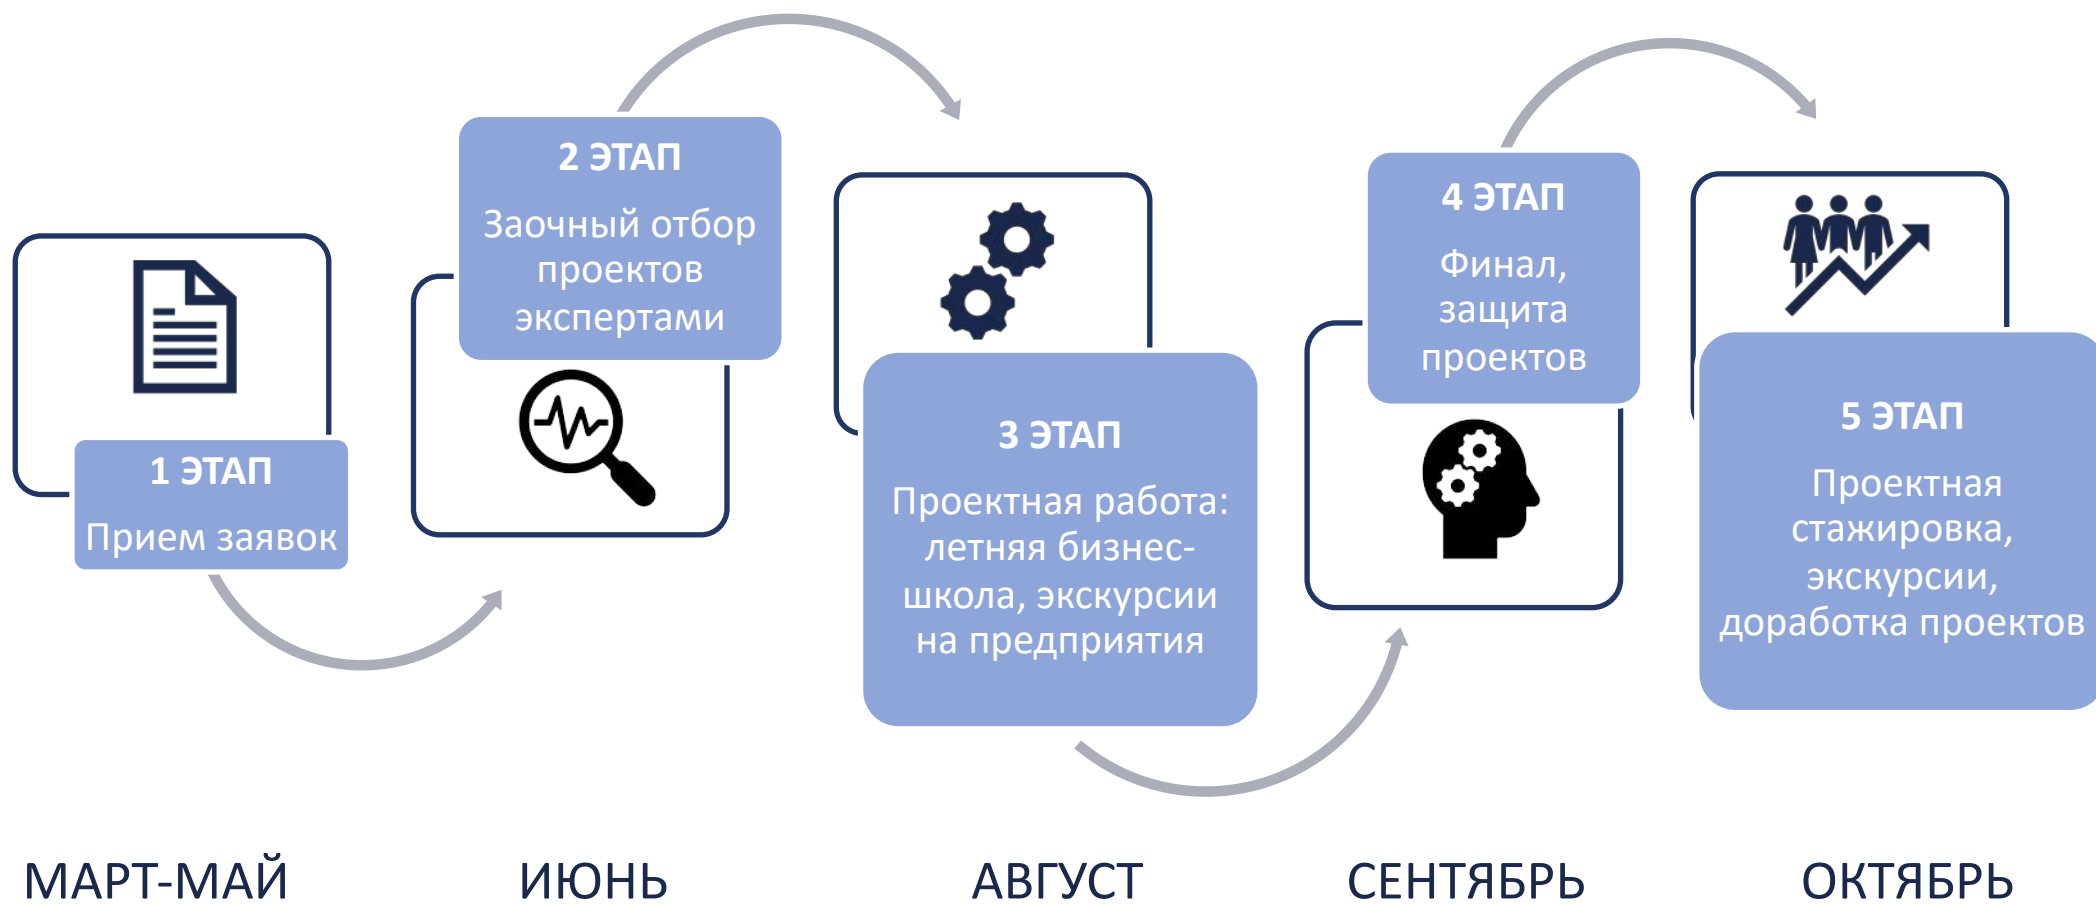 1 ЭТАП
Прием заявок
2 ЭТАП
Заочный отбор
проектов
экспертами
3 ЭТАП
Проектная работа:
летняя бизнес-
школа, экскурсии
на предприятия
4 ЭТАП
Финал,
защита
проектов
5 ЭТАП
Проектная
стажировка,
экскурсии,
доработка проектов
МАРТ-МАЙ
ИЮНЬ
АВГУСТ
СЕНТЯБРЬ
ОКТЯБРЬ